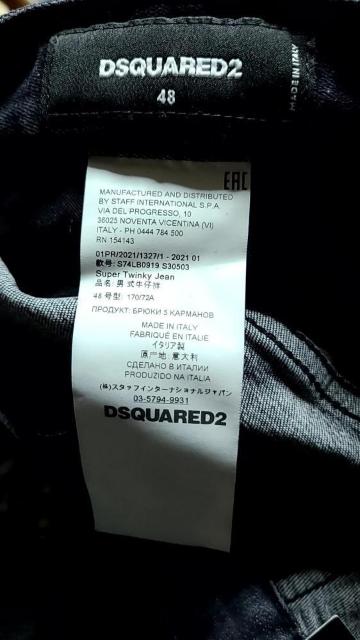 DSQUARED2
48
EAC
MANUFACTURED AND DISTRIBUTED
BY STAFF INTERNATIONAL S.P.A.
VIA DEL PROGRESSO, 10
36025 NOVENTA VICENTINA (VI)
ITALY - PH 0444 784 500
RN 154143
01PR/2021/1327/1 - 2021 01
款号: S74LB0919 S30503
Super Twinky Jean
品名: 男式牛仔裤
48 号型: 170/72A
ПРОДУКТ: БРЮКИ 5 КАРМАНОВ
MADE IN ITALY
FABRIQUÉ EN ITALIE
イタリア製
原产地: 意大利
СДЕЛАНО В ИТАЛИИ
PRODUZIDO NA ITALIA
(株)スタッフインターナショナルジャパン
03-5794-9931
DSQUARED2